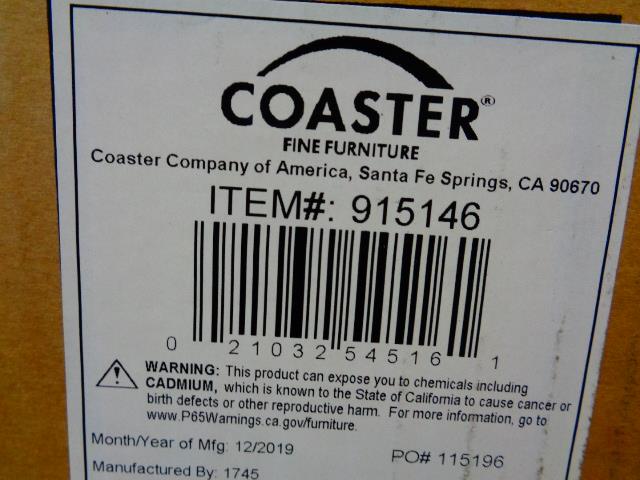 COASTER®
FINE FURNITURE
Coaster Company of America, Santa Fe Springs, CA 90670
ITEM#: 915146
0 21032 54516 1
WARNING: This product can expose you to chemicals including
CADMIUM, which is known to the State of California to cause cancer or
birth defects or other reproductive harm. For more information, go to
www.P65Warnings.ca.gov/furniture.
Month/Year of Mfg: 12/2019
PO# 115196
Manufactured By: 1745